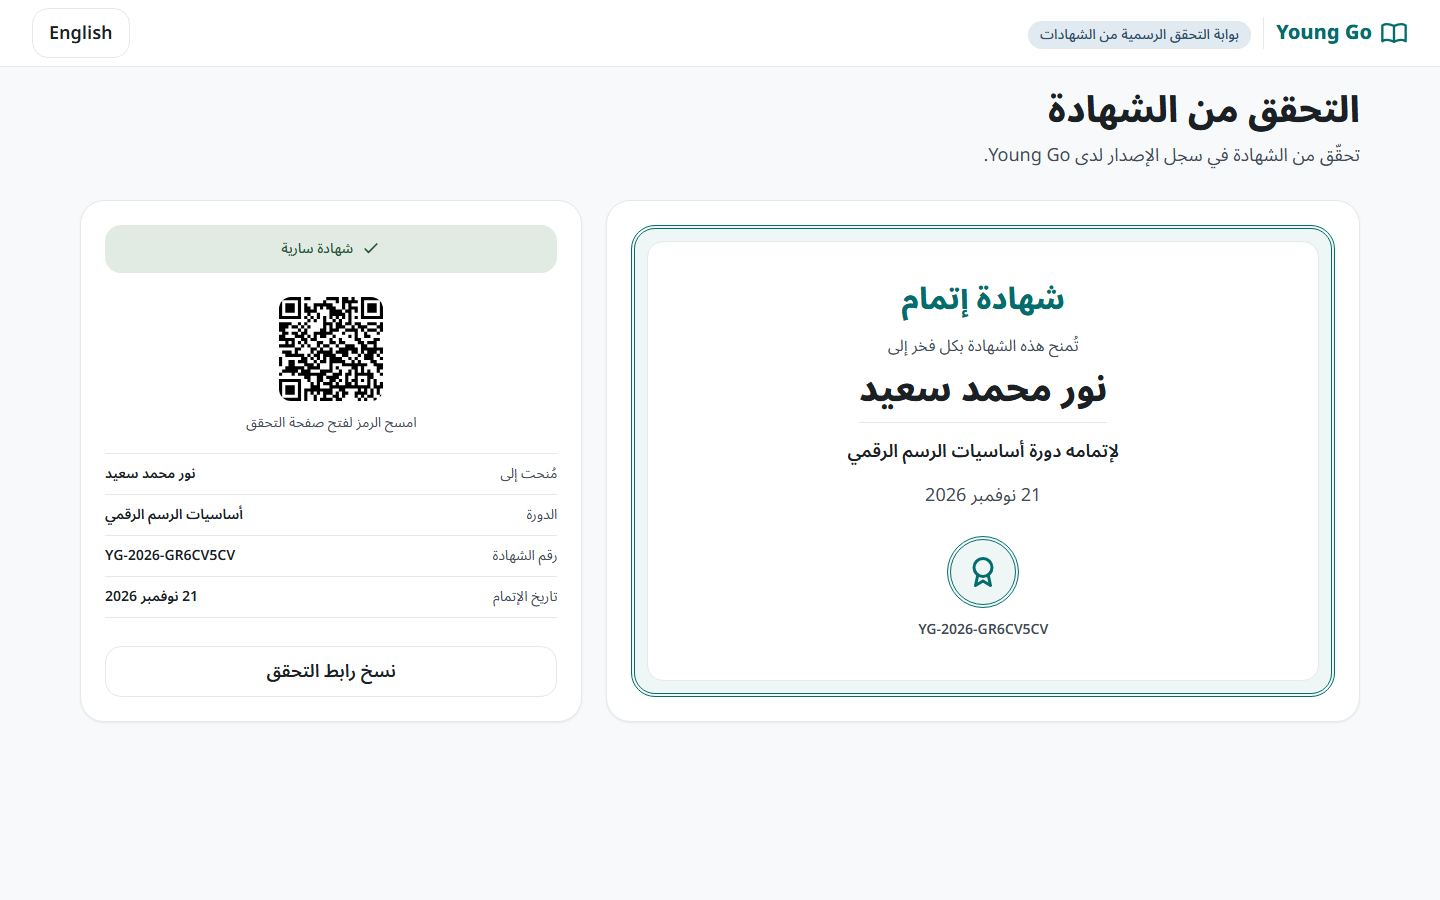 Young Go
بوابة التحقق الرسمية من الشهادات
English
التحقق من الشهادة
تحقّق من الشهادة في سجل الإصدار لدى Young Go.
شهادة إتمام
تُمنح هذه الشهادة بكل فخر إلى
نور محمد سعيد
لإتمامه دورة أساسيات الرسم الرقمي
21 نوفمبر 2026
YG-2026-GR6CV5CV
شهادة سارية
امسح الرمز لفتح صفحة التحقق
مُنحت إلى نور محمد سعيد
الدورة أساسيات الرسم الرقمي
رقم الشهادة YG-2026-GR6CV5CV
تاريخ الإتمام 21 نوفمبر 2026
نسخ رابط التحقق